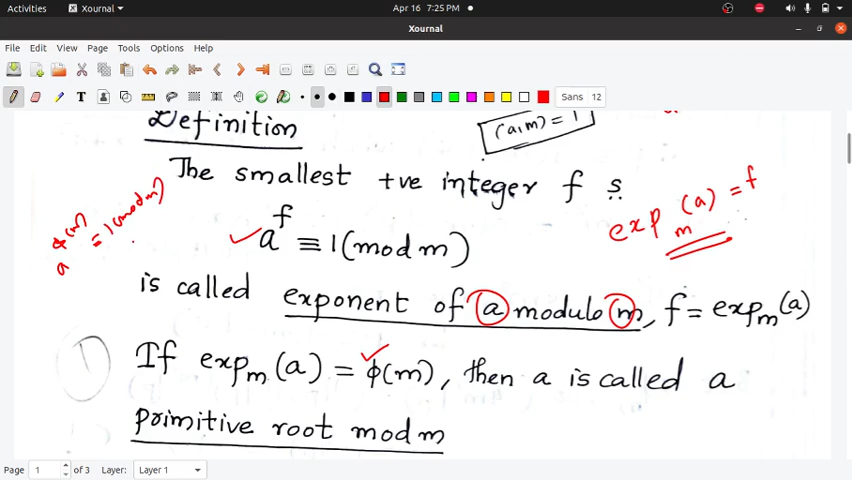 Activities Xournal Apr 16 7:25 PM
Xournal
File Edit View Page Tools Options Help
T Sans 12
Definition
(a,m) = 1
The smallest +ve integer f s
exp m (a) = f
a^ϕ(m) ≡ 1(mod m)
a^f ≡ 1(mod m)
is called exponent of a modulo m, f = exp_m(a)
If exp_m(a) = ϕ(m), then a is called a
primitive root mod m
Page 1 of 3 Layer: Layer 1